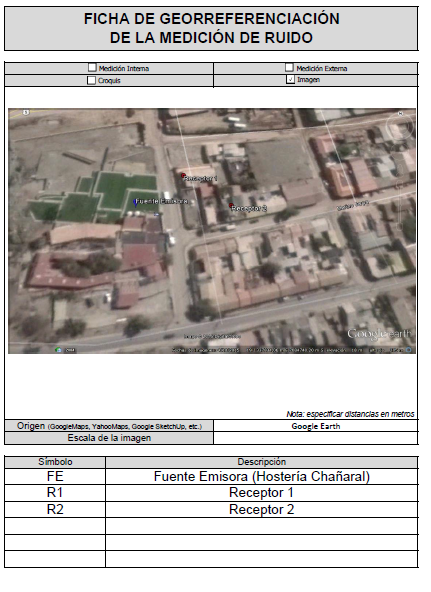 FICHA DE GEORREFERENCIACIÓN
DE LA MEDICIÓN DE RUIDO
Medición Interna
Medición Externa
Croquis
Imagen
Receptor 1
Fuente Emisora
Receptor 2
Google earth
Nota: especificar distancias en metros
Origen (GoogleMaps, YahooMaps, Google SketchUp, etc.)
Google Earth
Escala de la imagen
Símbolo Descripción
FE Fuente Emisora (Hostería Chañaral)
R1 Receptor 1
R2 Receptor 2